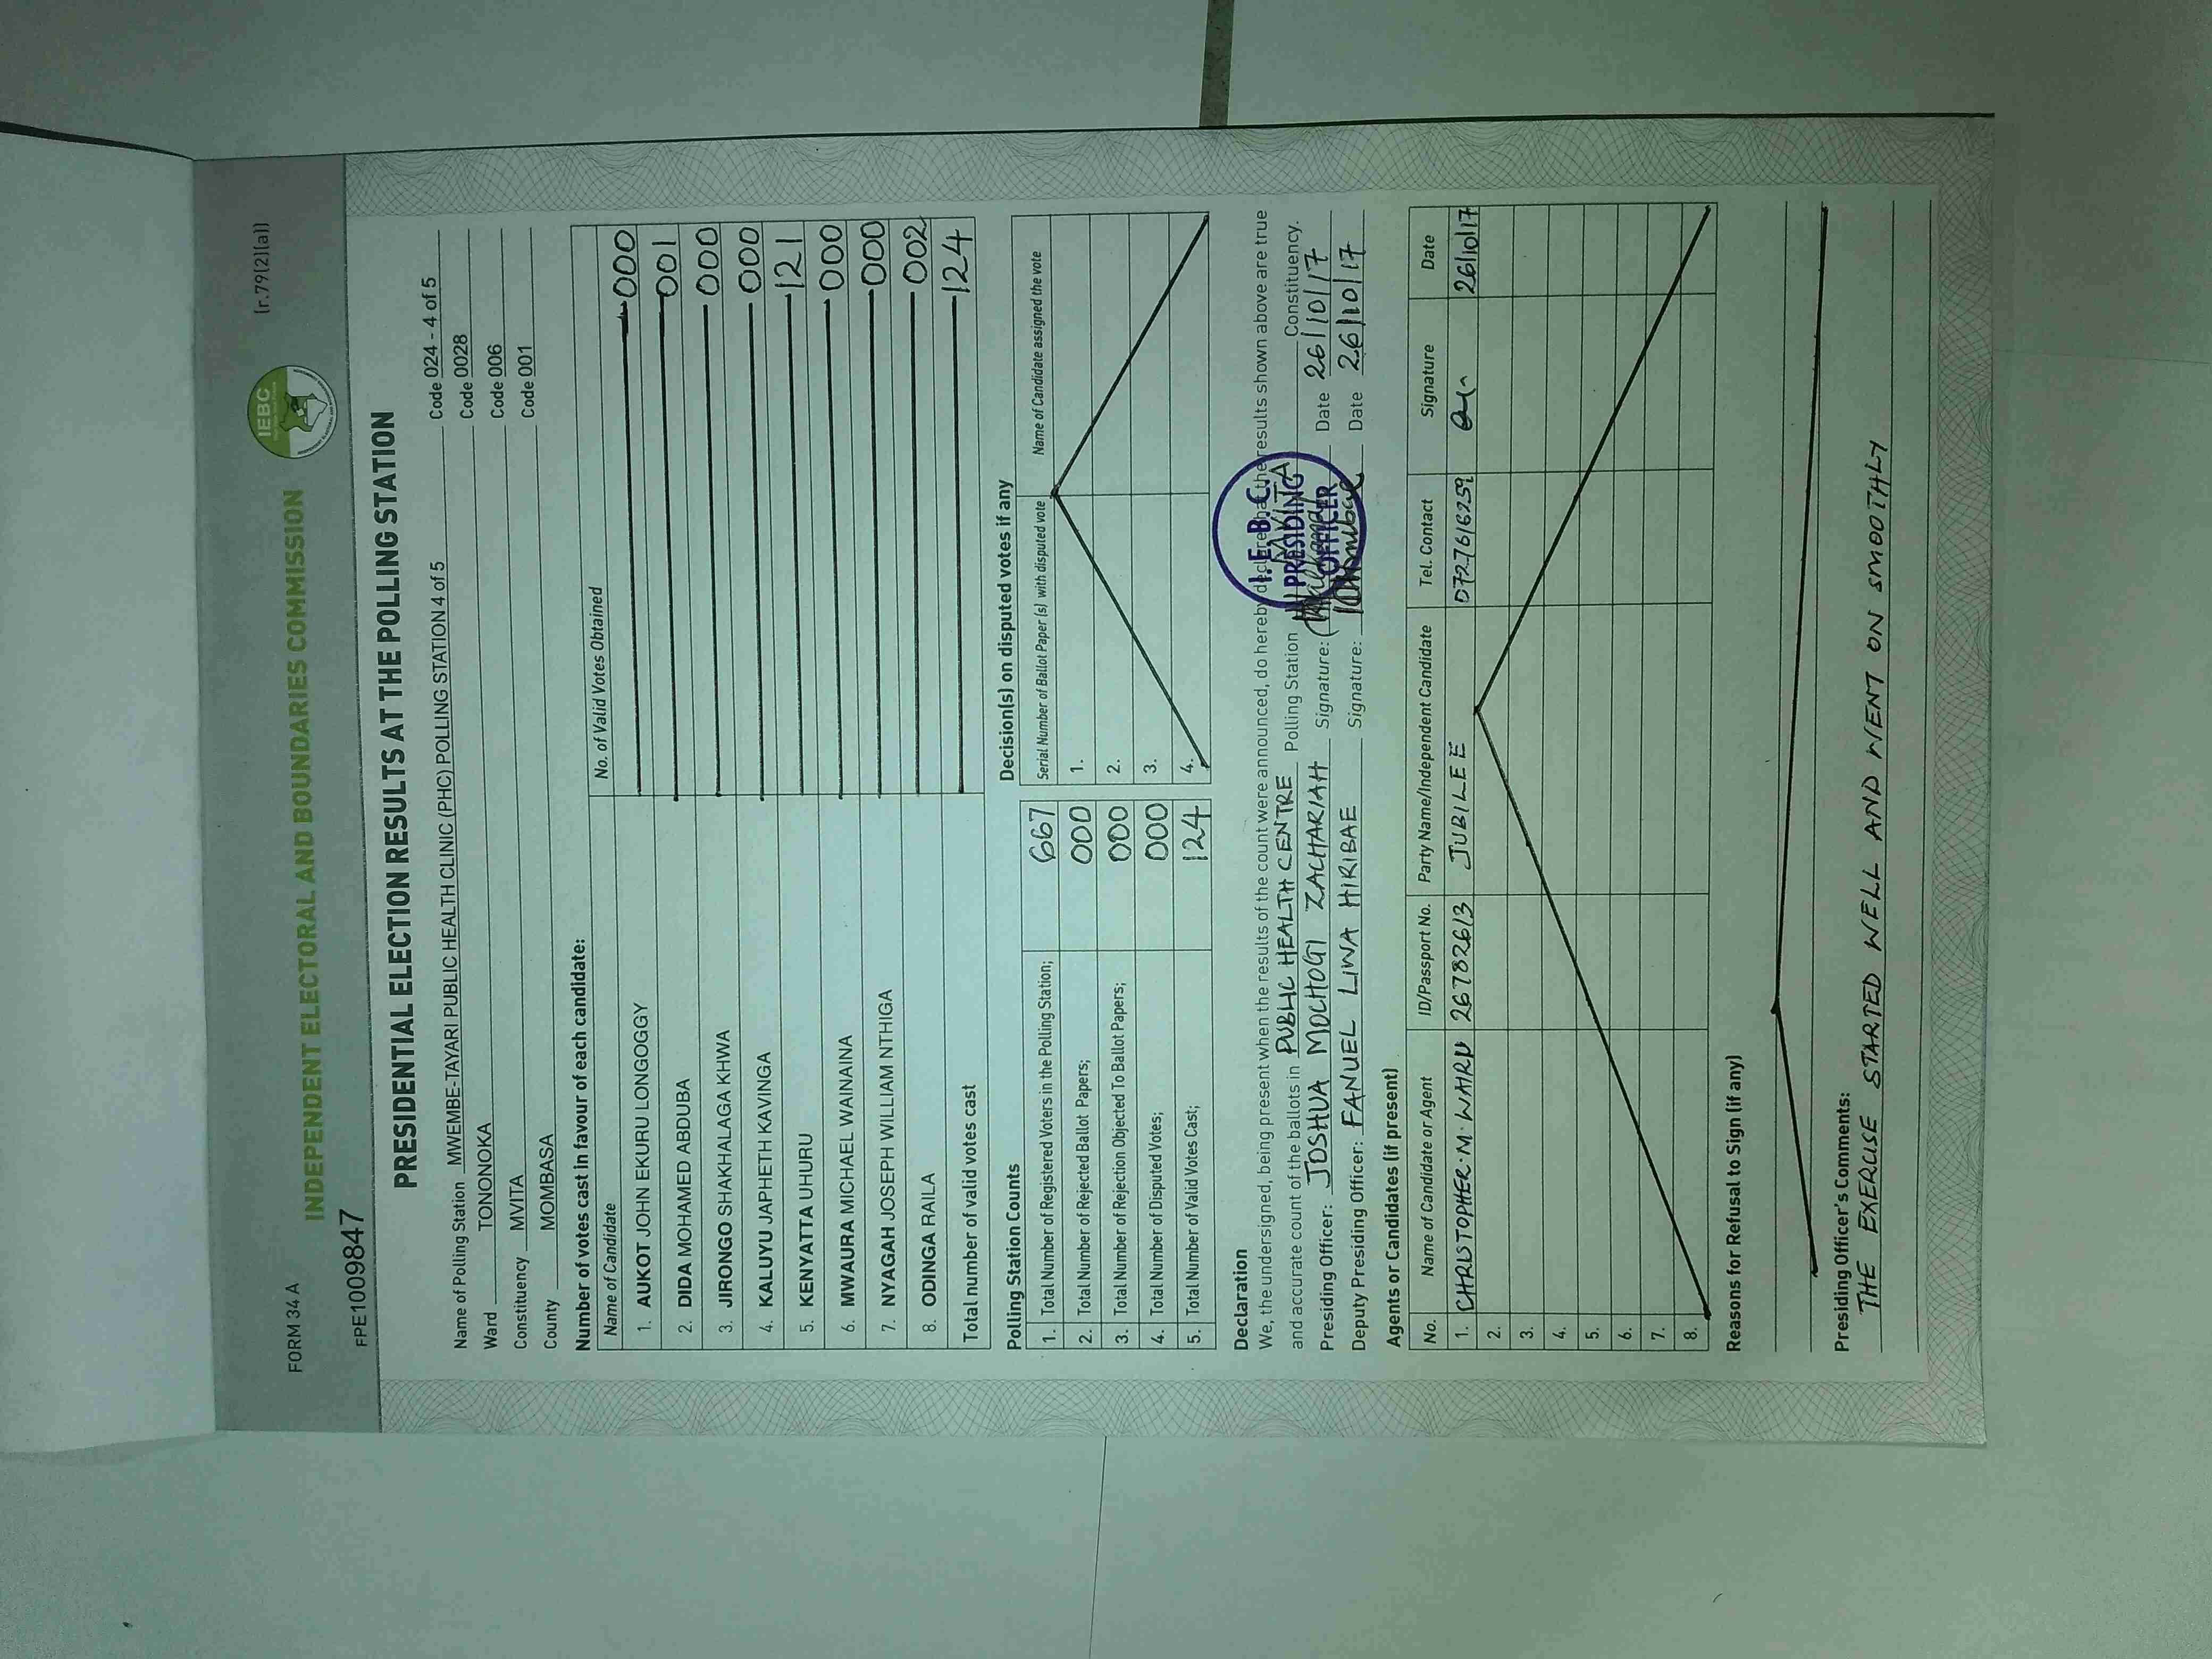 FORM 34 A
(r.79(2)(a))
IEBC
INDEPENDENT ELECTORAL AND BOUNDARIES COMMISSION
FPE1009847
PRESIDENTIAL ELECTION RESULTS AT THE POLLING STATION
Name of Polling Station MWEMBE-TAYARI PUBLIC HEALTH CLINIC (PHC) POLLING STATION 4 of 5 Code 024 - 4 of 5
Ward TONONOKA Code 0028
Constituency MVITA Code 006
County MOMBASA Code 001
Number of votes cast in favour of each candidate:
Name of Candidate No. of Valid Votes Obtained
1. AUKOT JOHN EKURU LONGOGGY 000
2. DIDA MOHAMED ABDUBA 001
3. JIRONGO SHAKHALAGA KHWA 000
4. KALUYU JAPHETH KAVINGA 000
5. KENYATTA UHURU 121
6. MWAURA MICHAEL WAINAINA 000
7. NYAGAH JOSEPH WILLIAM NTHIGA 000
8. ODINGA RAILA 002
Total number of valid votes cast 124
Polling Station Counts
1. Total Number of Registered Voters in the Polling Station; 667
2. Total Number of Rejected Ballot Papers; 000
3. Total Number of Rejection Objected To Ballot Papers; 000
4. Total Number of Disputed Votes; 000
5. Total Number of Valid Votes Cast; 124
Decision(s) on disputed votes if any
Serial Number of Ballot Paper (s) with disputed vote Name of Candidate assigned the vote
1.
2.
3.
4.
Declaration
We, the undersigned, being present when the results of the count were announced, do hereby declare that the results shown above are true
and accurate count of the ballots in PUBLIC HEALTH CENTRE Polling Station MVITA Constituency.
Presiding Officer: JOSHUA MOCHOGI ZACHARIAH Signature: Date 26/10/17
Deputy Presiding Officer: FANUEL LIWA HIRIBAE Signature: Date 26/10/17
I.E.B.C.
PRESIDING
OFFICER
Agents or Candidates (if present)
No. Name of Candidate or Agent ID/Passport No. Party Name/Independent Candidate Tel. Contact Signature Date
1. CHRISTOPHER.M.WAIRU 26782613 JUBILEE 0727616259 26/10/17
2.
3.
4.
5.
6.
7.
8.
Reasons for Refusal to Sign (if any)
Presiding Officer's Comments:
THE EXERCISE STARTED WELL AND WENT ON SMOOTHLY